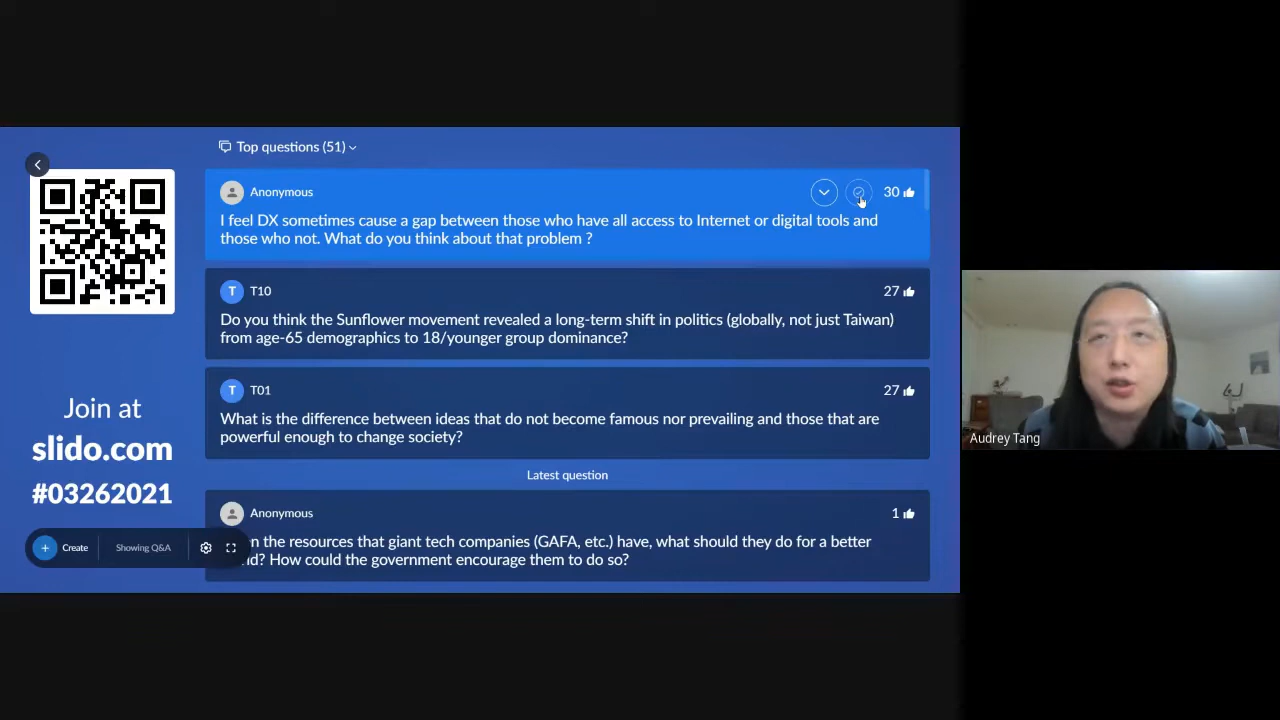 Top questions (51)
Anonymous
30
I feel DX sometimes cause a gap between those who have all access to Internet or digital tools and
those who not. What do you think about that problem ?
T T10
27
Do you think the Sunflower movement revealed a long-term shift in politics (globally, not just Taiwan)
from age-65 demographics to 18/younger group dominance?
T T01
27
What is the difference between ideas that do not become famous nor prevailing and those that are
powerful enough to change society?
Latest question
Anonymous
1
the resources that giant tech companies (GAFA, etc.) have, what should they do for a better
How could the government encourage them to do so?
Join at
slido.com
#03262021
+ Create
Showing Q&A
Audrey Tang